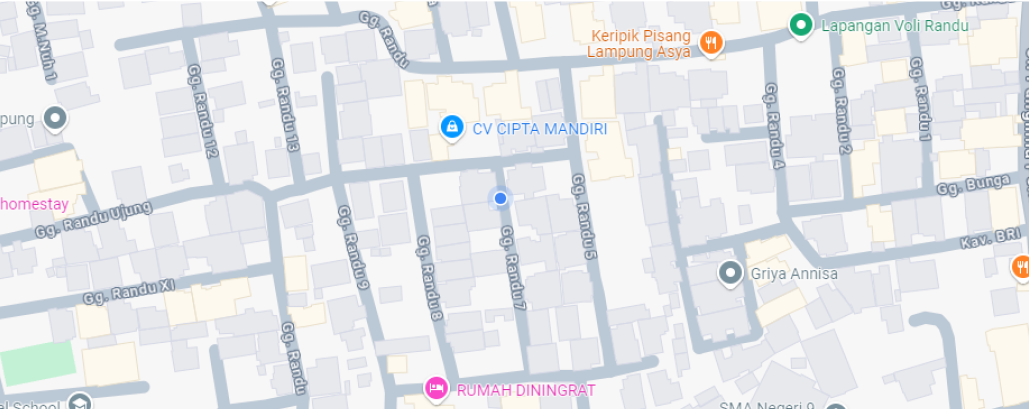 Gg. M.Nuh 1
Gg. Randu
Gg. Randu 12
Gg. Randu 13
Keripik Pisang
Lampung Asya
Lapangan Voli Randu
Gg. Randu 4
Gg. Randu 2
Gg. Randu 1
pung
CV CIPTA MANDIRI
homestay
Gg. Randu Ujung
Gg. Randu 9
Gg. Randu 8
Gg. Randu 7
Gg. Randu 5
Gg. Bunga
Kav. BRI
Griya Annisa
Gg. Randu XI
Gg. Randu
RUMAH DININGRAT
el School
SMA Negeri 9